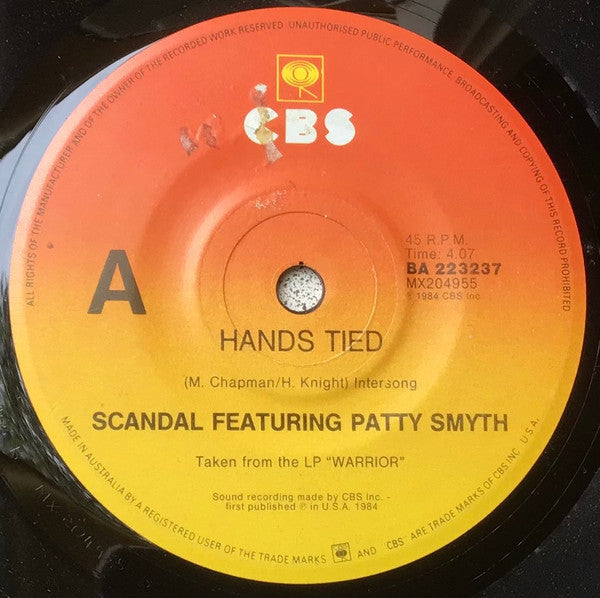 ALL RIGHTS OF THE MANUFACTURER AND OF THE OWNER OF THE RECORDED WORK RESERVED UNAUTHORISED PUBLIC PERFORMANCE, BROADCASTING AND COPYING OF THIS RECORD PROHIBITED
CBS
A
45 R.P.M.
Time: 4.07
BA 223237
MX204955
℗ 1984 CBS Inc
HANDS TIED
(M. Chapman/H. Knight) Intersong
SCANDAL FEATURING PATTY SMYTH
Taken from the LP "WARRIOR"
Sound recording made by CBS Inc. -
first published ℗ in U.S.A. 1984
MADE IN AUSTRALIA BY A REGISTERED USER OF THE TRADE MARKS AND CBS ARE TRADE MARKS OF CBS INC U.S.A.